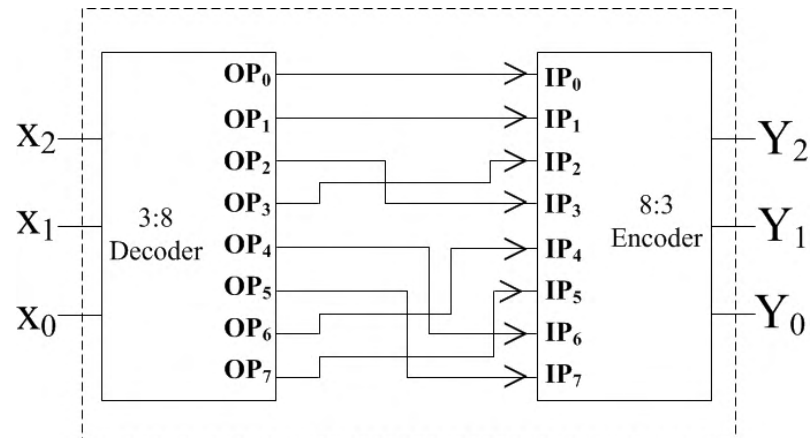 OP₀ IP₀
OP₁ IP₁
X₂ OP₂ IP₂ Y₂
OP₃ IP₃
X₁ 3:8 8:3 Y₁
Decoder OP₄ IP₄ Encoder
OP₅ IP₅
X₀ OP₆ IP₆ Y₀
OP₇ IP₇